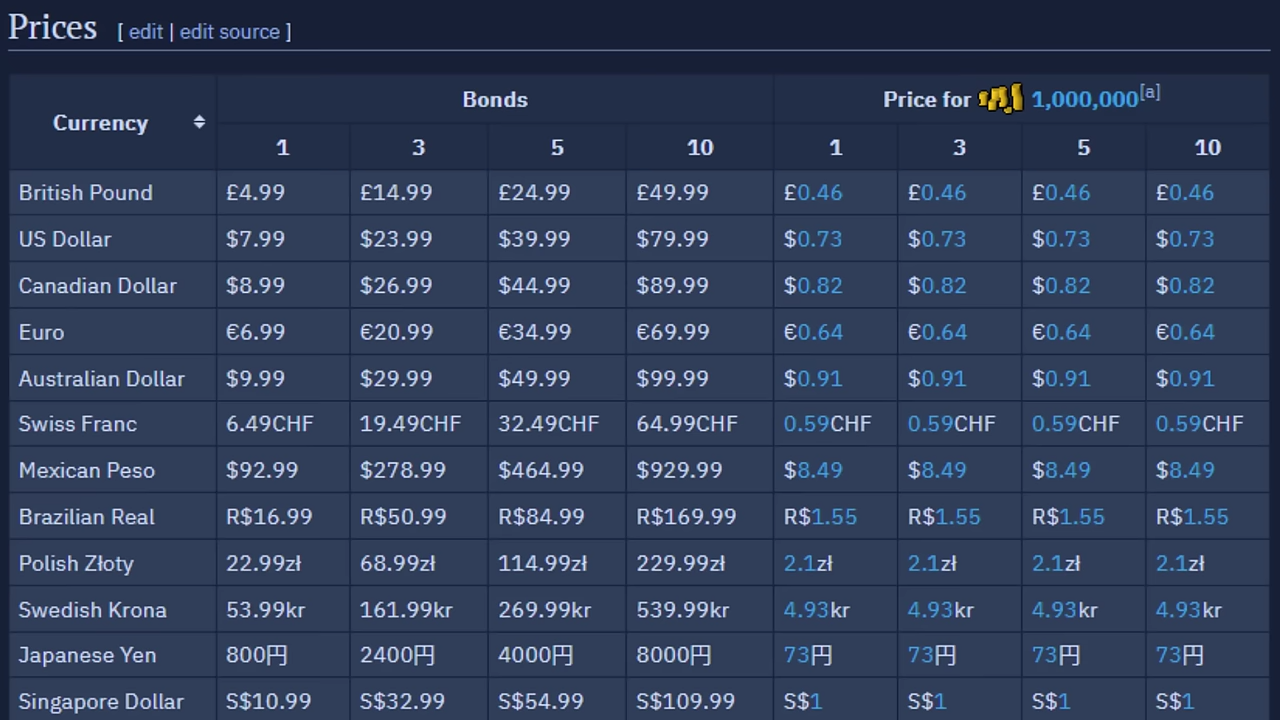 Prices [ edit | edit source ]
Currency Bonds Price for 1,000,000[a]
1 3 5 10 1 3 5 10
British Pound £4.99 £14.99 £24.99 £49.99 £0.46 £0.46 £0.46 £0.46
US Dollar $7.99 $23.99 $39.99 $79.99 $0.73 $0.73 $0.73 $0.73
Canadian Dollar $8.99 $26.99 $44.99 $89.99 $0.82 $0.82 $0.82 $0.82
Euro €6.99 €20.99 €34.99 €69.99 €0.64 €0.64 €0.64 €0.64
Australian Dollar $9.99 $29.99 $49.99 $99.99 $0.91 $0.91 $0.91 $0.91
Swiss Franc 6.49CHF 19.49CHF 32.49CHF 64.99CHF 0.59CHF 0.59CHF 0.59CHF 0.59CHF
Mexican Peso $92.99 $278.99 $464.99 $929.99 $8.49 $8.49 $8.49 $8.49
Brazilian Real R$16.99 R$50.99 R$84.99 R$169.99 R$1.55 R$1.55 R$1.55 R$1.55
Polish Złoty 22.99zł 68.99zł 114.99zł 229.99zł 2.1zł 2.1zł 2.1zł 2.1zł
Swedish Krona 53.99kr 161.99kr 269.99kr 539.99kr 4.93kr 4.93kr 4.93kr 4.93kr
Japanese Yen 800円 2400円 4000円 8000円 73円 73円 73円 73円
Singapore Dollar S$10.99 S$32.99 S$54.99 S$109.99 S$1 S$1 S$1 S$1